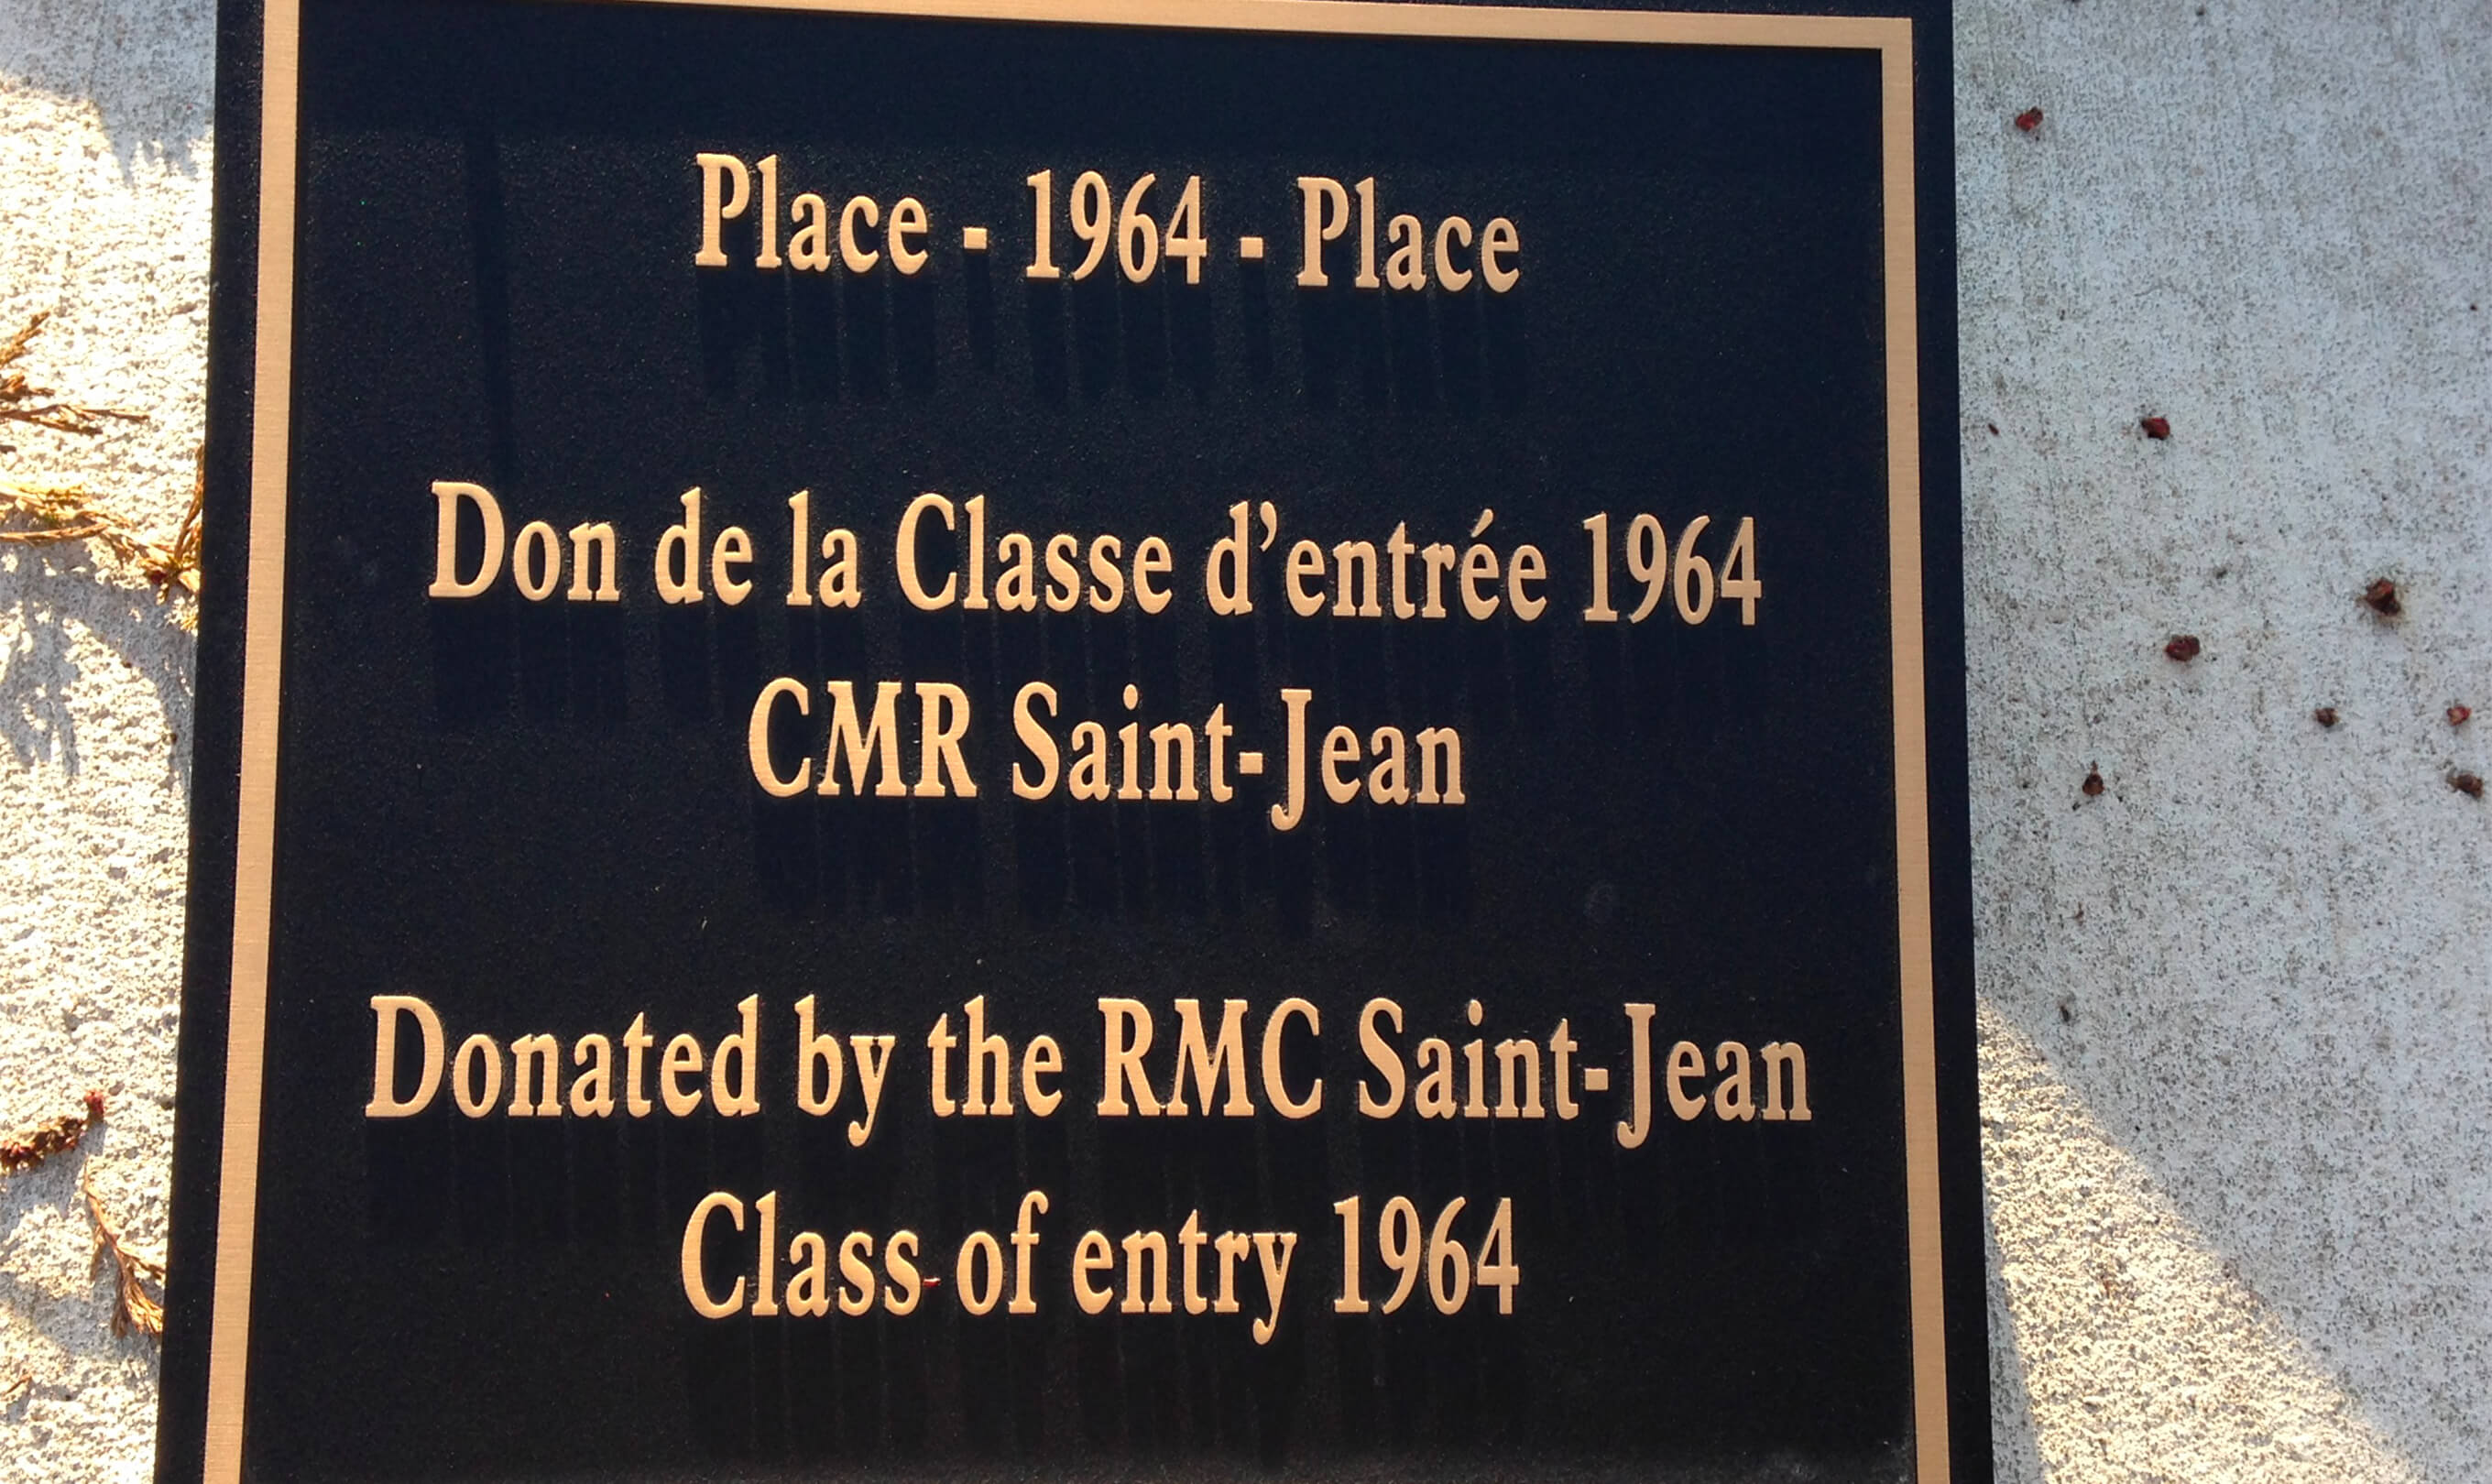 Place - 1964 - Place
Don de la Classe d’entrée 1964
CMR Saint-Jean
Donated by the RMC Saint-Jean
Class of entry 1964